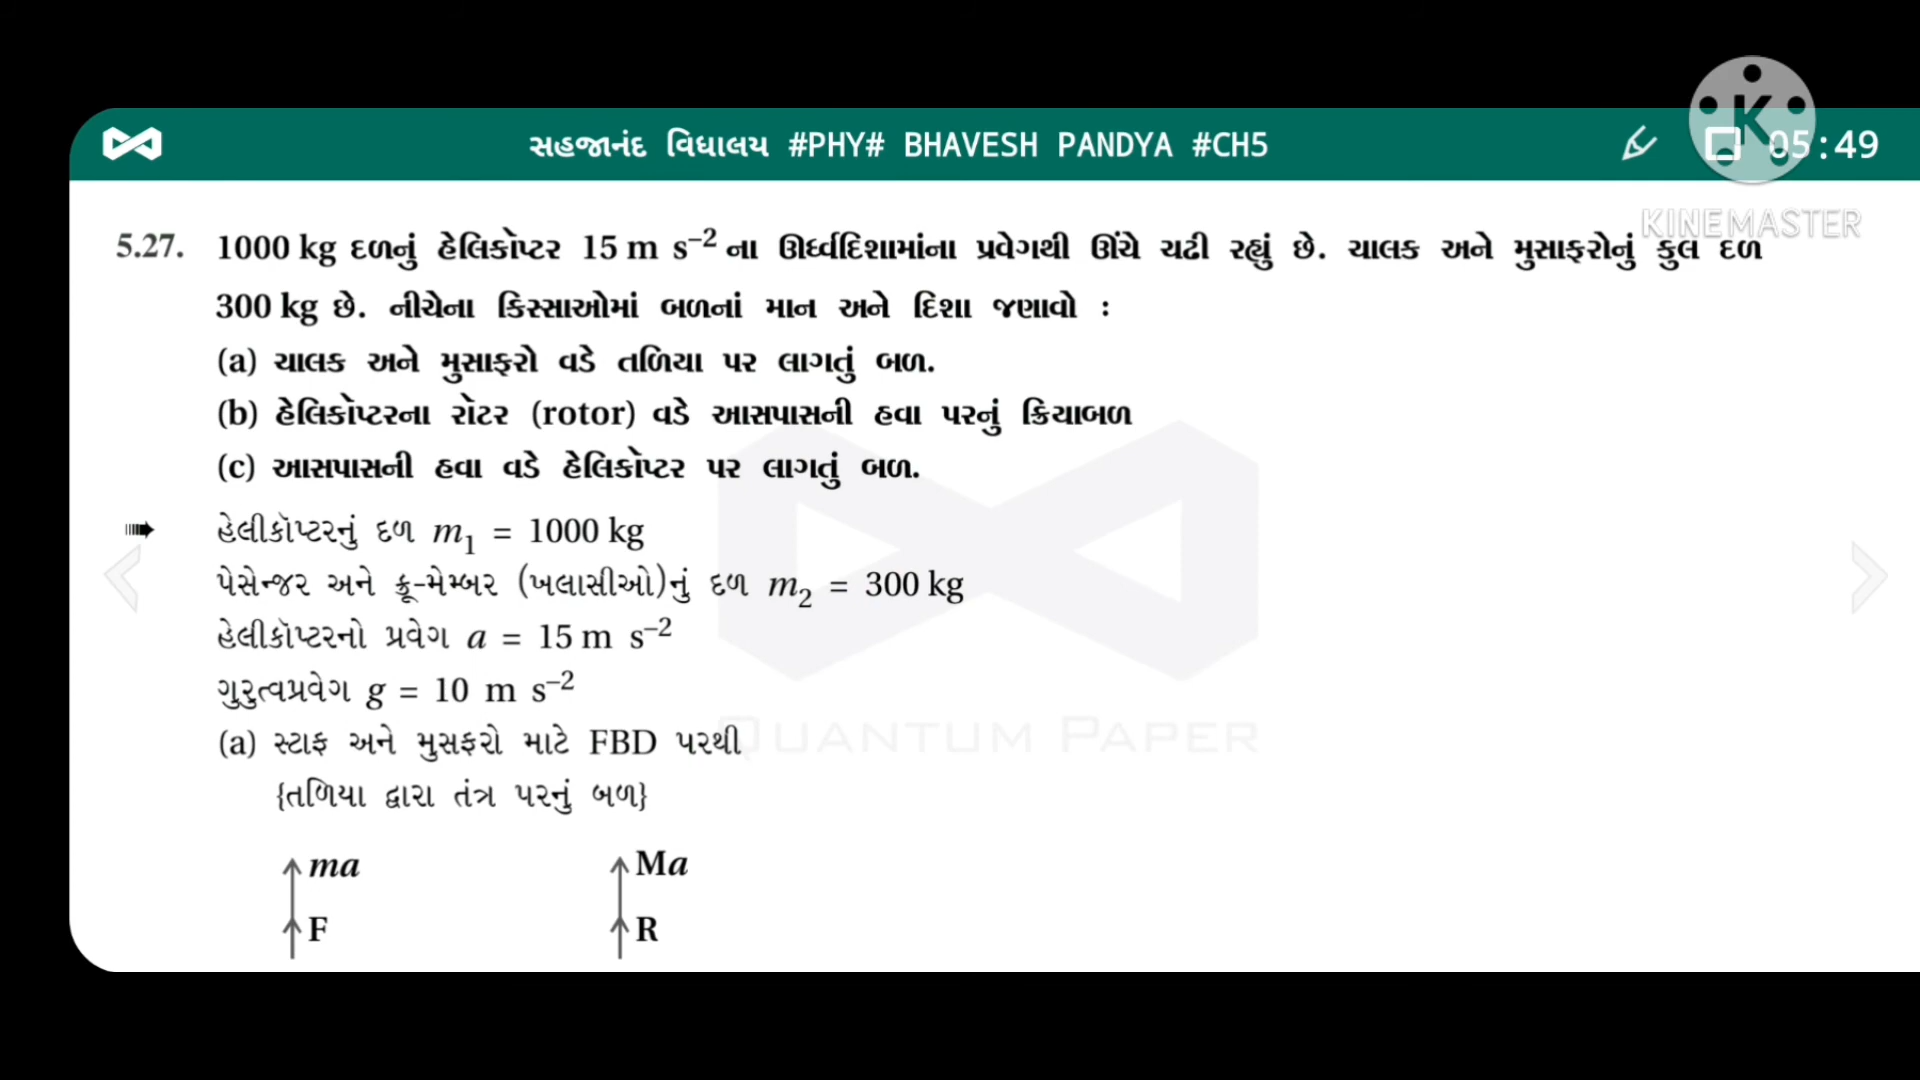 સહજાનંદ વિધાલય #PHY# BHAVESH PANDYA #CH5
05:49
KINEMASTER
5.27. 1000 kg દળનું હેલિકોપ્ટર 15 m s⁻² ના ઊર્ધ્વદિશામાંના પ્રવેગથી ઊંચે ચઢી રહ્યું છે. ચાલક અને મુસાફરોનું કુલ દળ
300 kg છે. નીચેના કિસ્સાઓમાં બળનાં માન અને દિશા જણાવો :
(a) ચાલક અને મુસાફરો વડે તળિયા પર લાગતું બળ.
(b) હેલિકૉપ્ટરના રોટર (rotor) વડે આસપાસની હવા પરનું ક્રિયાબળ
(c) આસપાસની હવા વડે હેલિકૉપ્ટર પર લાગતું બળ.
➠ હેલીકૉપ્ટરનું દળ m₁ = 1000 kg
પેસેન્જર અને ક્રૂ-મેમ્બર (ખલાસીઓ)નું દળ m₂ = 300 kg
હેલીકૉપ્ટરનો પ્રવેગ a = 15 m s⁻²
ગુરુત્વપ્રવેગ g = 10 m s⁻²
(a) સ્ટાફ અને મુસફરો માટે FBD પરથી
QUANTUM PAPER
{તળિયા દ્વારા તંત્ર પરનું બળ}
ma Ma
F R